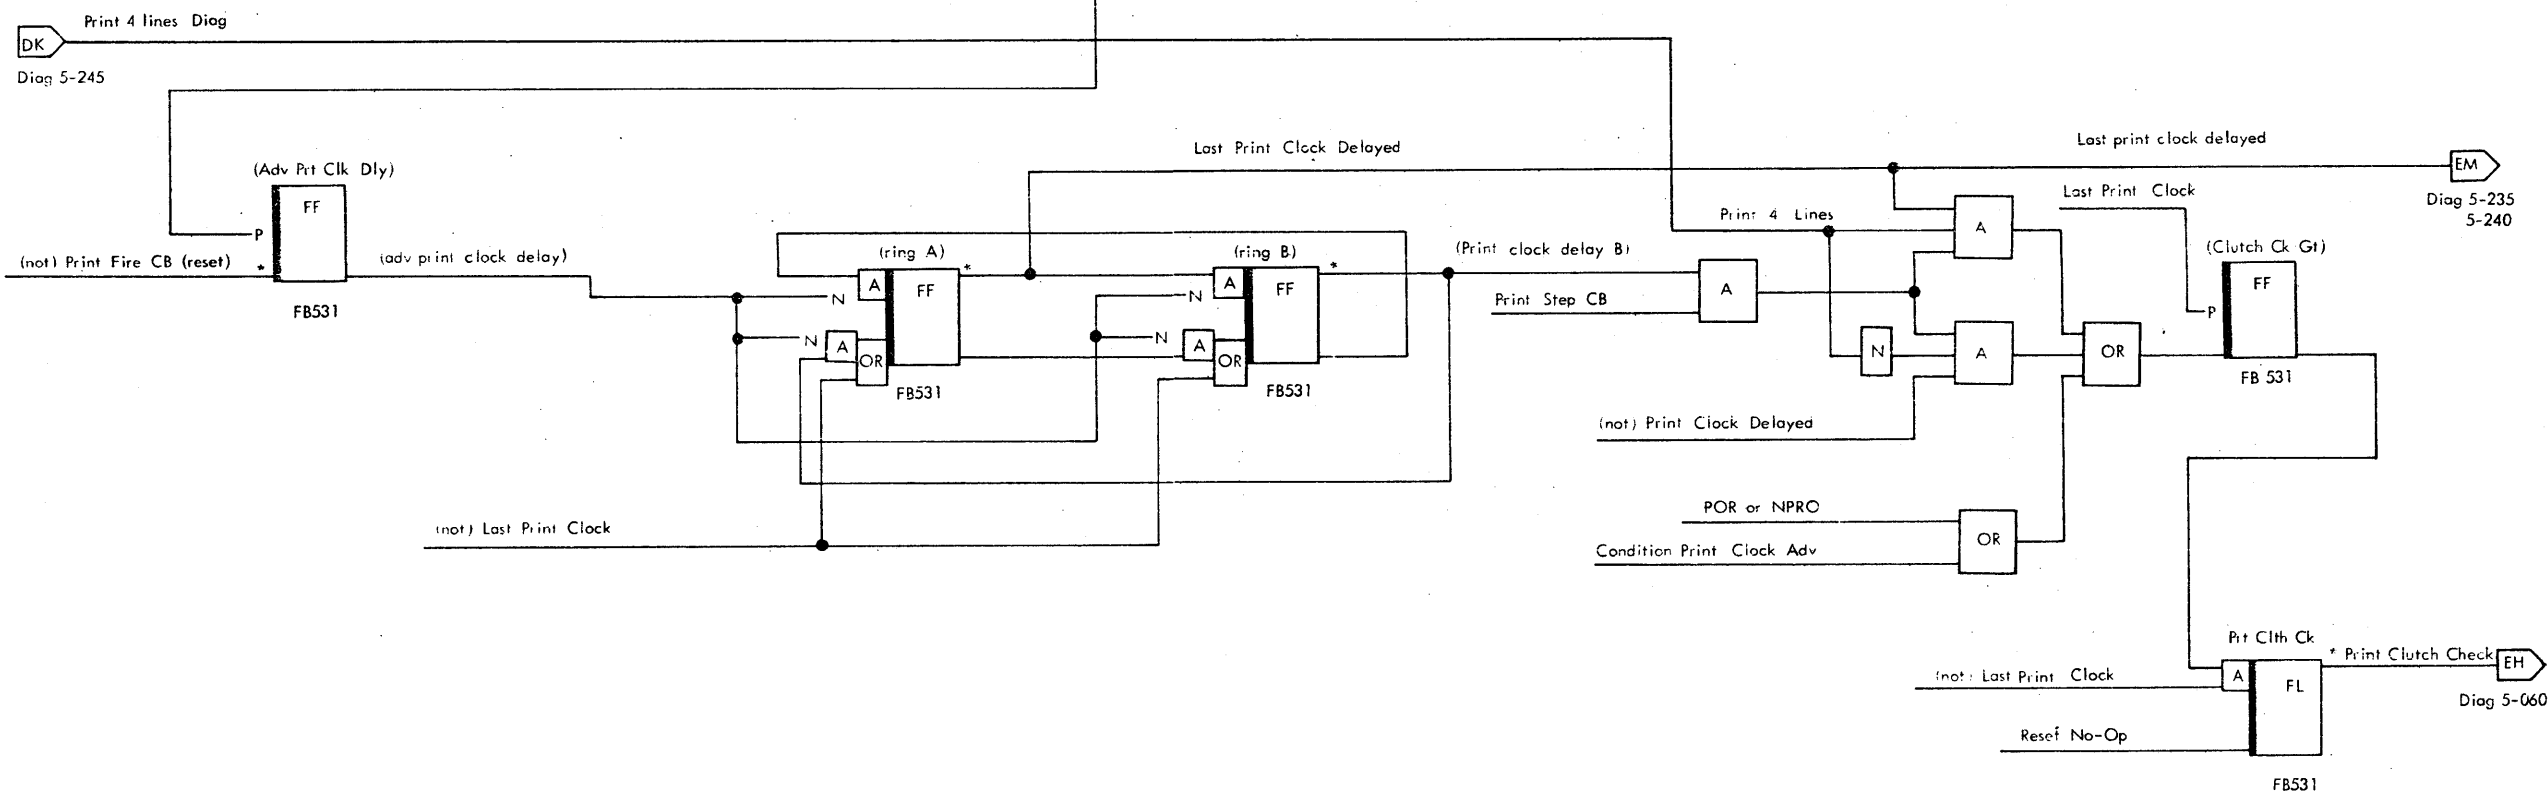 Print 4 lines Diag
DK
Diag 5-245
Last Print Clock Delayed
Last print clock delayed
EM
Diag 5-235
5-240
(Adv Prt Clk Dly)
FF
P
(not) Print Fire CB (reset)
*
(adv print clock delay)
FB531
(ring A)
*
A
FF
N
N
A
OR
FB531
(ring B)
*
A
FF
N
N
A
OR
FB531
(Print clock delay B)
Print Step CB
A
Print 4 Lines
A
N
A
OR
(not) Print Clock Delayed
Last Print Clock
(Clutch Ck Gt)
FF
P
FB 531
(not) Last Print Clock
POR or NPRO
Condition Print Clock Adv
OR
Prt Clth Ck
* Print Clutch Check
EH
Diag 5-060
(not) Last Print Clock
A
FL
Reset No-Op
FB531